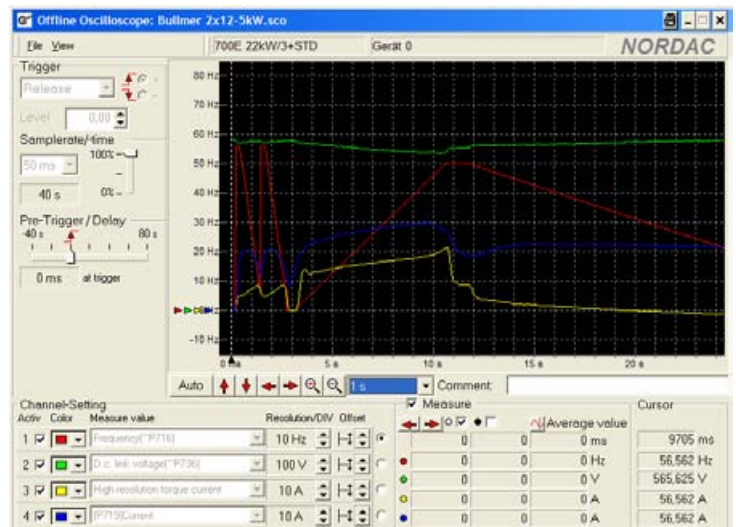 Offline Oscilloscope: Bullmer 2x12-5kW.sco
File View
700E 22kW/3+STD
Gerät 0
NORDAC
Trigger
Release
Level 0,00
Samplerate/time
50 ms
100%
0%
40 s
Pre-Trigger / Delay
-40 s 80 s
0 ms at trigger
80 Hz
70 Hz
60 Hz
50 Hz
40 Hz
30 Hz
20 Hz
10 Hz
0 Hz
-10 Hz
0 ms 5 s 10 s 15 s 20 s
Auto 1 s Comment:
Channel-Setting
Activ Color Measure value Resolution/DIV Offset
1 Frequency(~P716) 10 Hz
2 D.c. link voltage(~P736) 100 V
3 High resolution torque current 10 A
4 (P719)Current 10 A
Measure
Average value
0 0 0 ms
0 0 0 Hz
0 0 0 V
0 0 0 A
0 0 0 A
Cursor
9705 ms
56,562 Hz
565,625 V
56,562 A
56,562 A